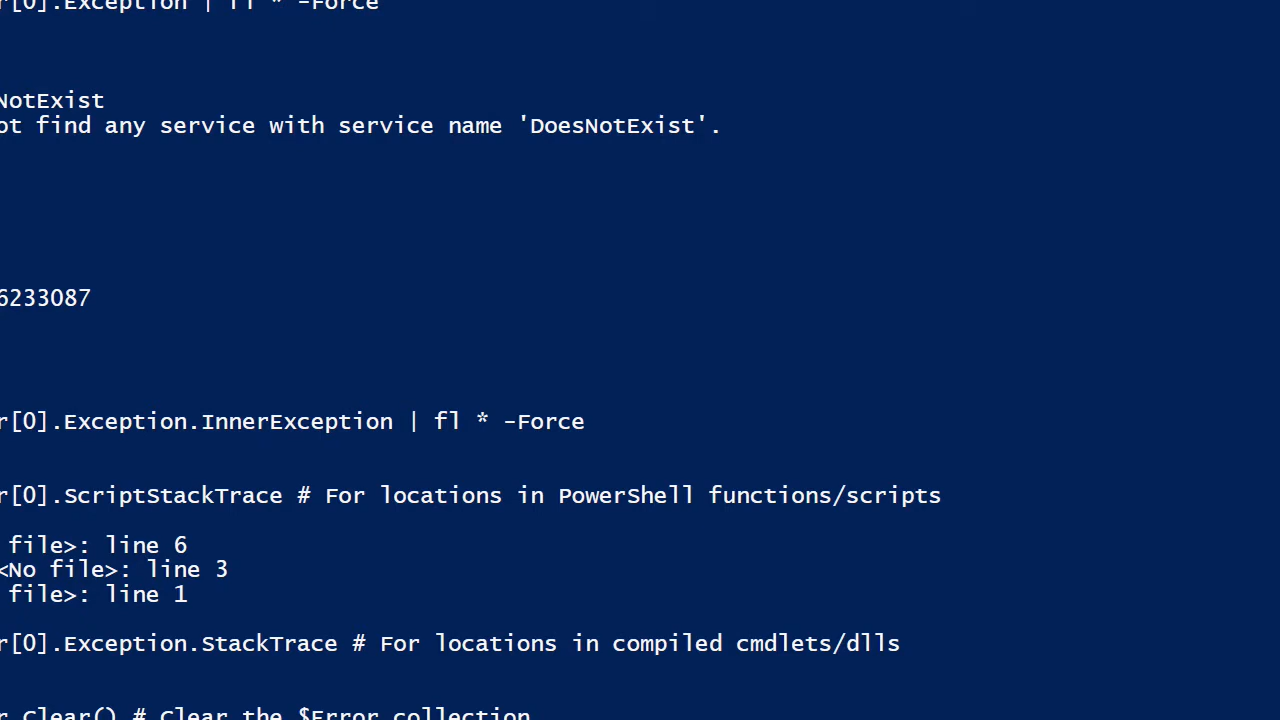 r[0].Exception | fl * -Force
NotExist
ot find any service with service name 'DoesNotExist'.
6233087
r[0].Exception.InnerException | fl * -Force
r[0].ScriptStackTrace # For locations in PowerShell functions/scripts
file>: line 6
<No file>: line 3
file>: line 1
r[0].Exception.StackTrace # For locations in compiled cmdlets/dlls
r.Clear() # Clear the $Error collection